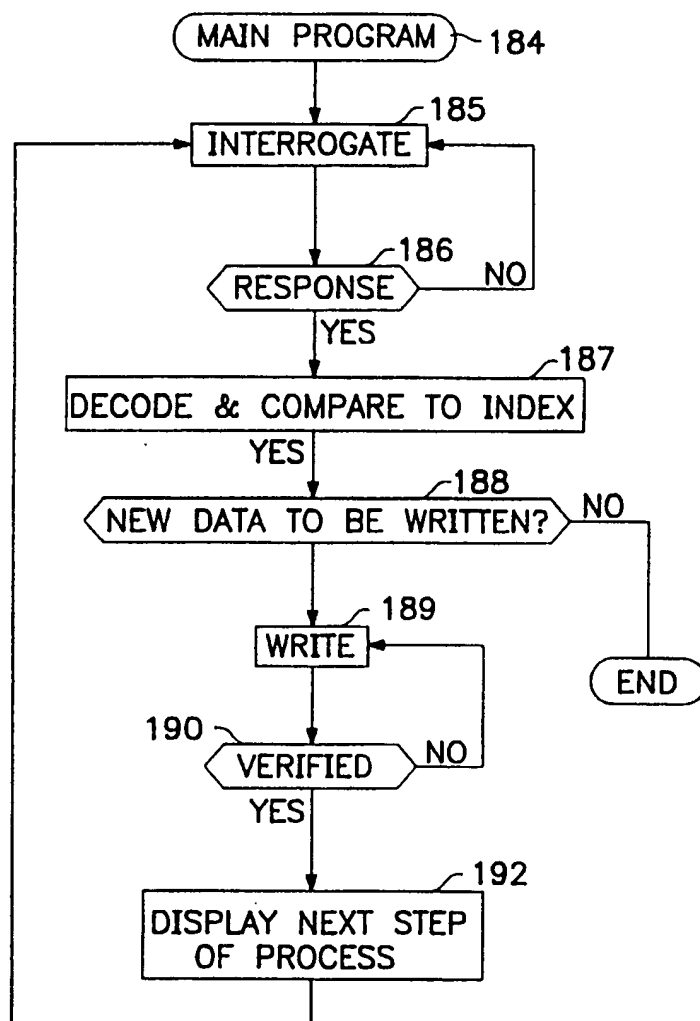 MAIN PROGRAM
184
185
INTERROGATE
186
RESPONSE
NO
YES
187
DECODE & COMPARE TO INDEX
YES
188
NEW DATA TO BE WRITTEN?
NO
189
WRITE
END
190
VERIFIED
NO
YES
192
DISPLAY NEXT STEP
OF PROCESS